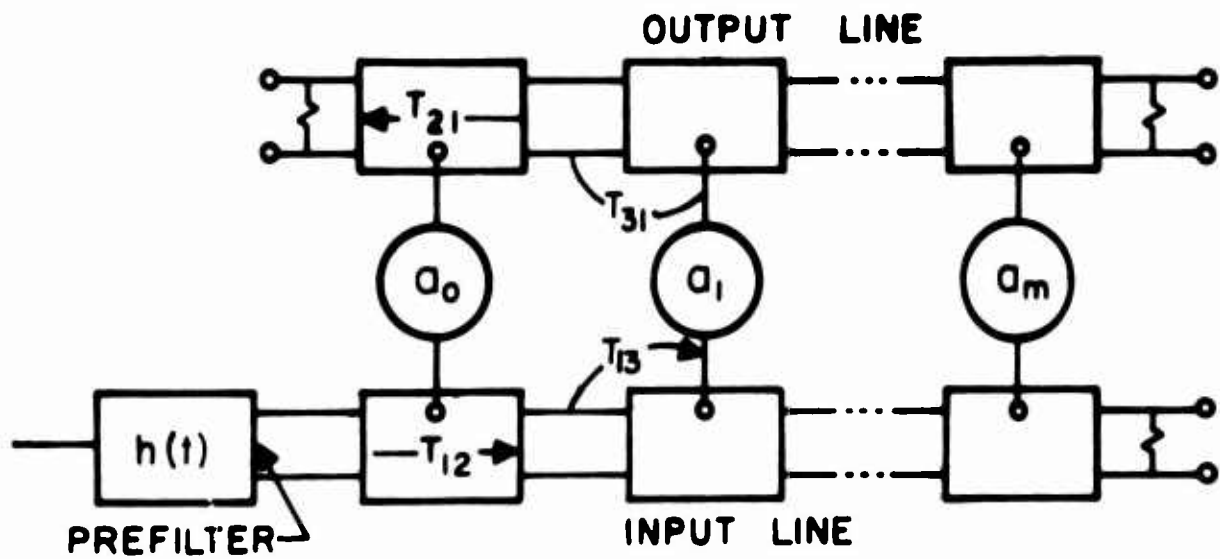 OUTPUT LINE
T21
T31
a0 a1 am
T13
h(t) T12
PREFILTER INPUT LINE